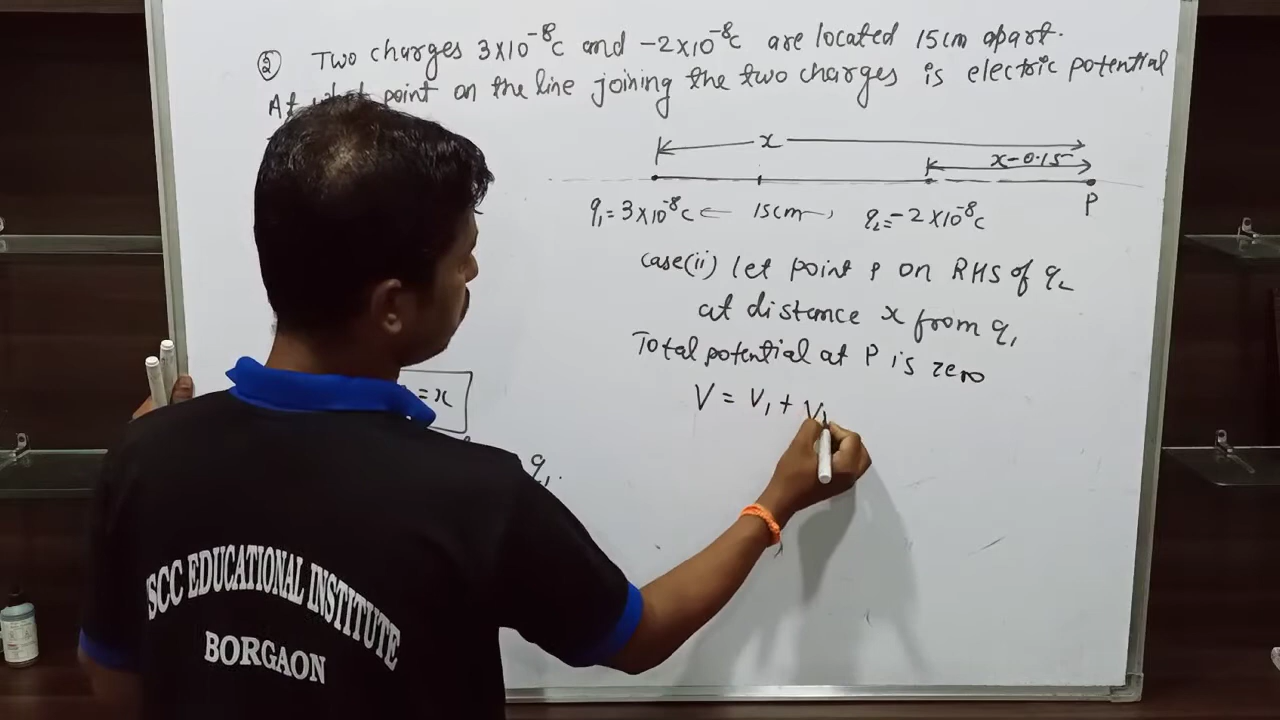 ② Two charges 3×10⁻⁸c and -2×10⁻⁸c are located 15cm apart.
At what point on the line joining the two charges is electric potential
x
x-0.15
P
q₁= 3×10⁻⁸c ← 15cm → q₂=-2×10⁻⁸c
case(ii) let point P on RHS of q₂
at distance x from q₁
Total potential at P is zero
V = V₁ + V
= x
q₁.
SCC EDUCATIONAL INSTITUTE
BORGAON